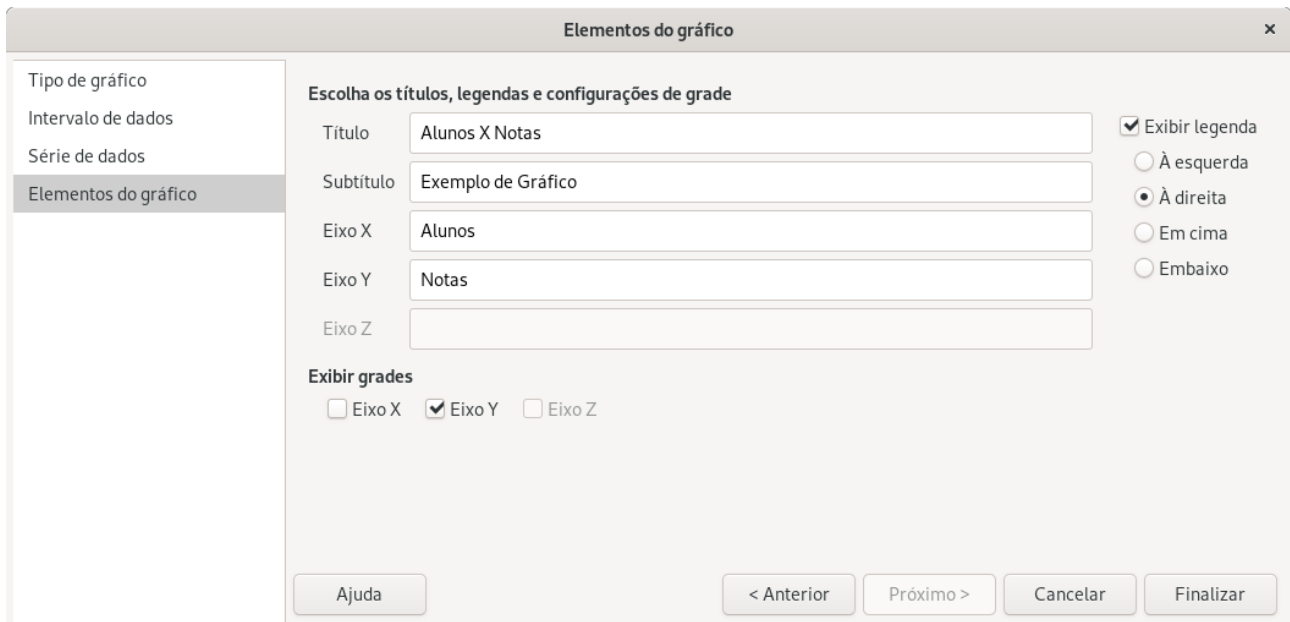 Elementos do gráfico ×
Tipo de gráfico
Intervalo de dados
Série de dados
Elementos do gráfico
Escolha os títulos, legendas e configurações de grade
Título Alunos X Notas
Subtítulo Exemplo de Gráfico
Eixo X Alunos
Eixo Y Notas
Eixo Z
Exibir legenda
À esquerda
À direita
Em cima
Embaixo
Exibir grades
Eixo X Eixo Y Eixo Z
Ajuda < Anterior Próximo > Cancelar Finalizar